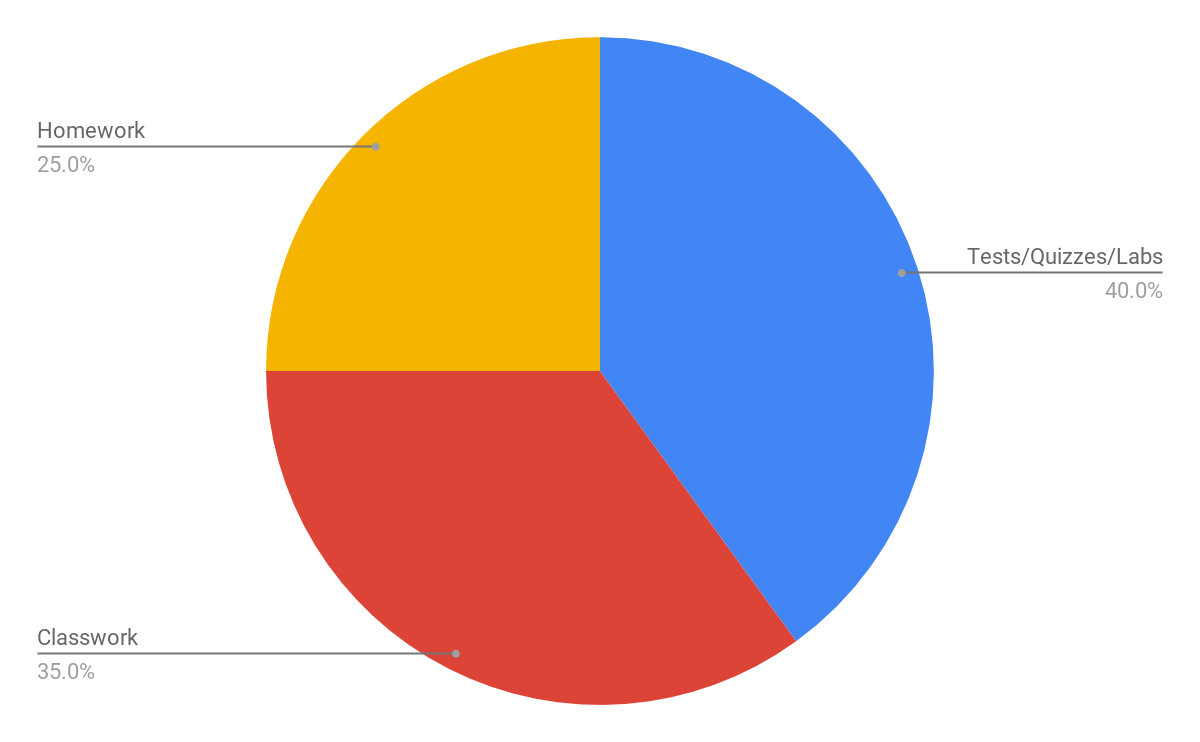 Homework
25.0%
Tests/Quizzes/Labs
40.0%
Classwork
35.0%